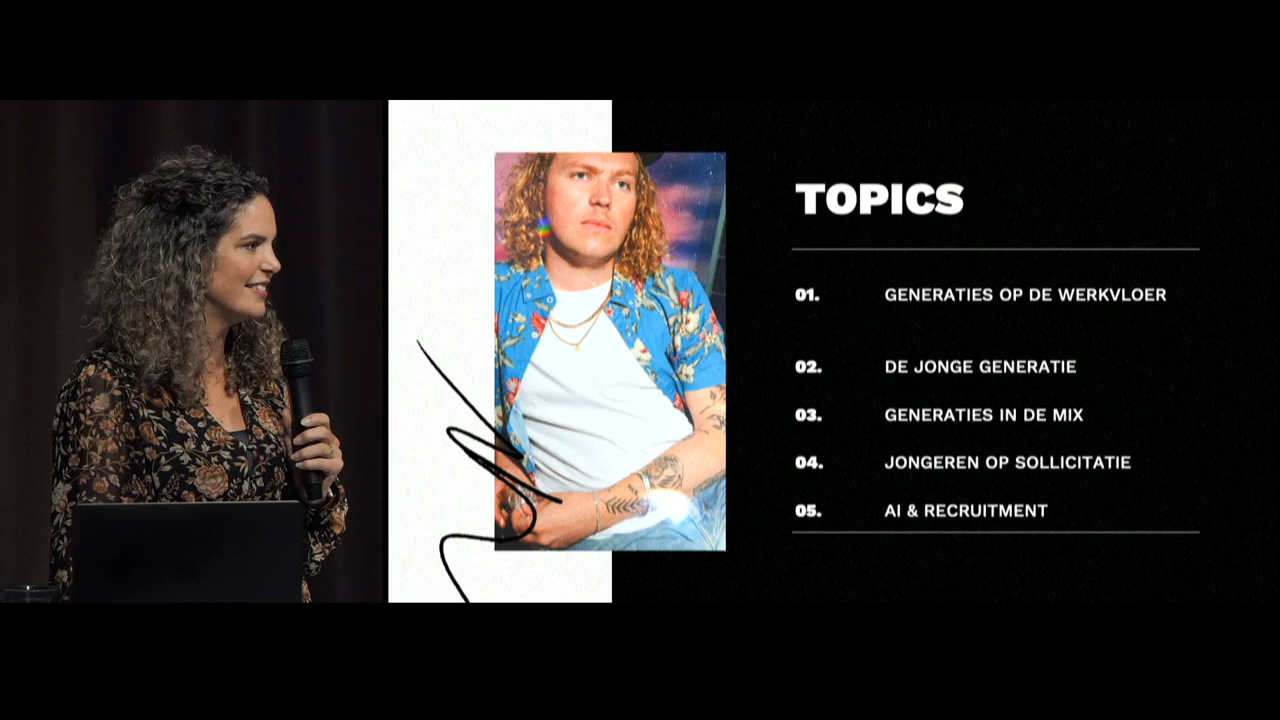 TOPICS
01. GENERATIES OP DE WERKVLOER
02. DE JONGE GENERATIE
03. GENERATIES IN DE MIX
04. JONGEREN OP SOLLICITATIE
05. AI & RECRUITMENT